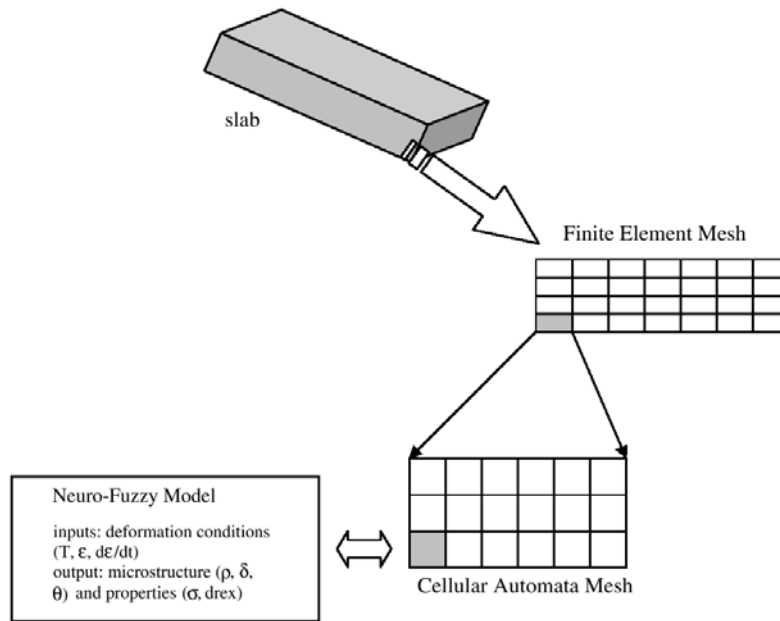 slab
Finite Element Mesh
Neuro-Fuzzy Model
inputs: deformation conditions
(T, ε, dε/dt)
output: microstructure (ρ, δ,
θ) and properties (σ, drex)
Cellular Automata Mesh